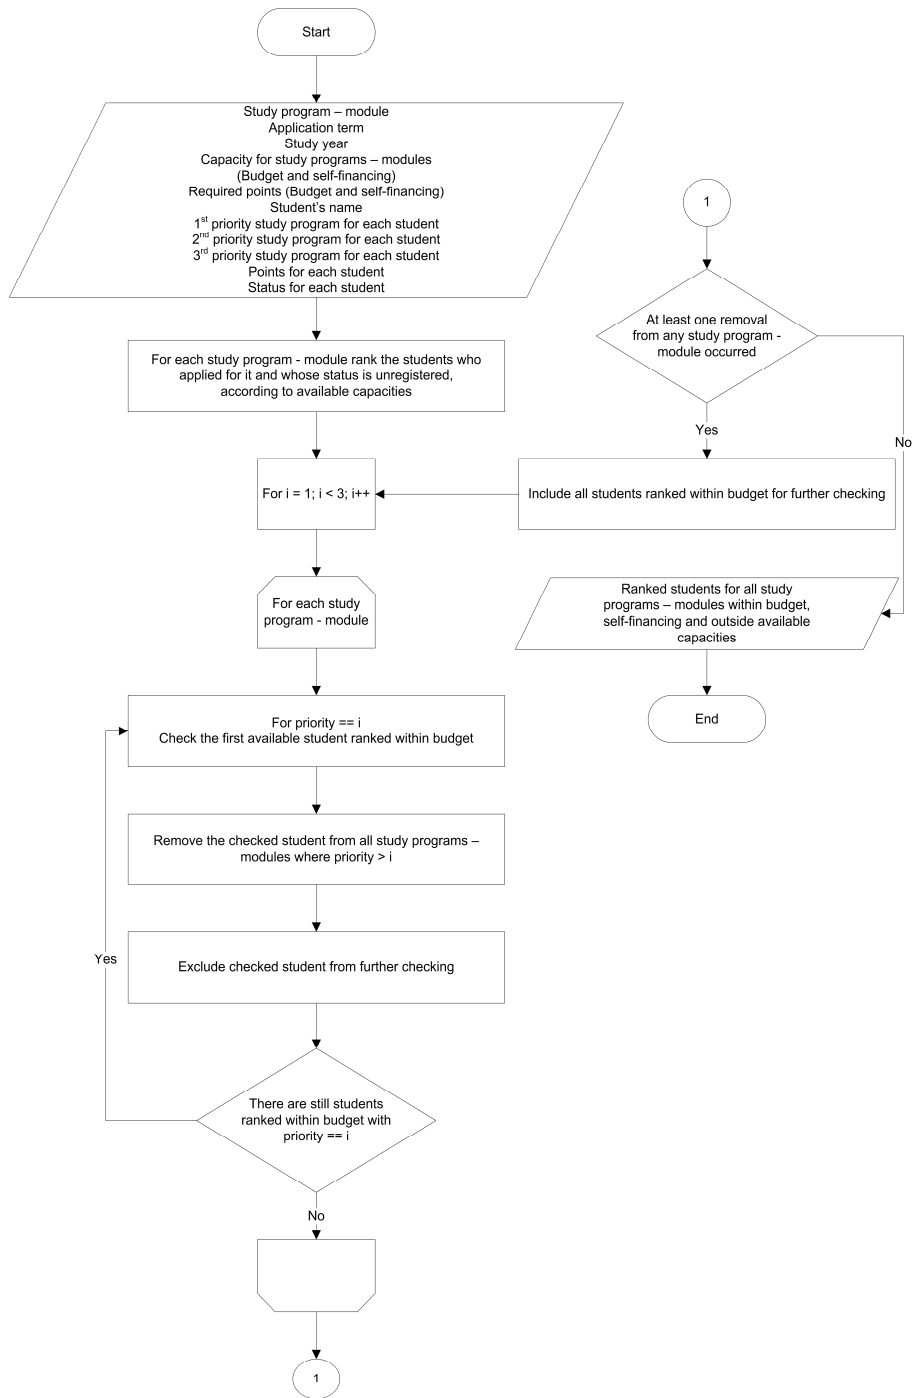 Start
Study program – module
Application term
Study year
Capacity for study programs – modules
(Budget and self-financing)
Required points (Budget and self-financing)
Student's name
1st priority study program for each student
2nd priority study program for each student
3rd priority study program for each student
Points for each student
Status for each student
For each study program - module rank the students who
applied for it and whose status is unregistered,
according to available capacities
For i = 1; i < 3; i++
For each study
program - module
For priority == i
Check the first available student ranked within budget
Remove the checked student from all study programs –
modules where priority > i
Exclude checked student from further checking
Yes
There are still students
ranked within budget with
priority == i
No
1
1
At least one removal
from any study program -
module occurred
Yes
No
Include all students ranked within budget for further checking
Ranked students for all study
programs – modules within budget,
self-financing and outside available
capacities
End